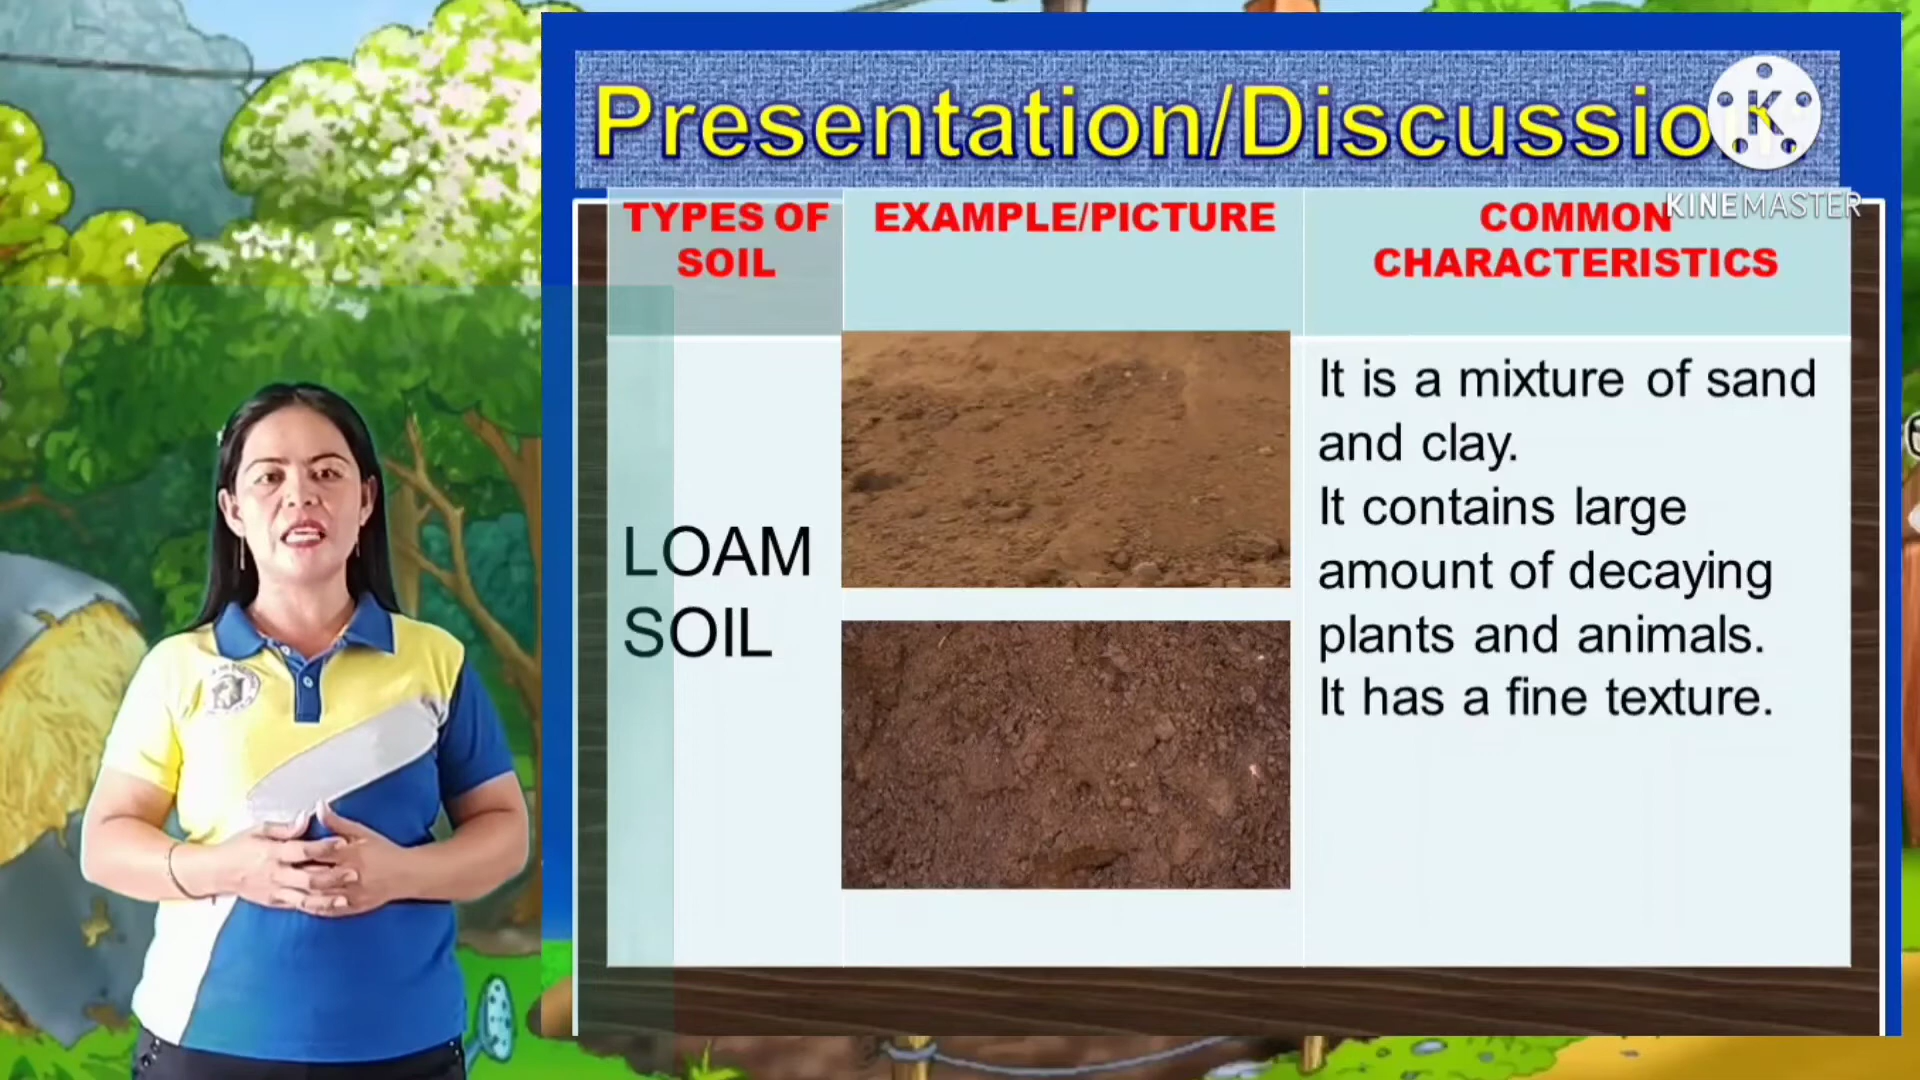 Presentation/Discussion
K
KINEMASTER
TYPES OF
SOIL
EXAMPLE/PICTURE
COMMON
CHARACTERISTICS
LOAM
SOIL
It is a mixture of sand
and clay.
It contains large
amount of decaying
plants and animals.
It has a fine texture.